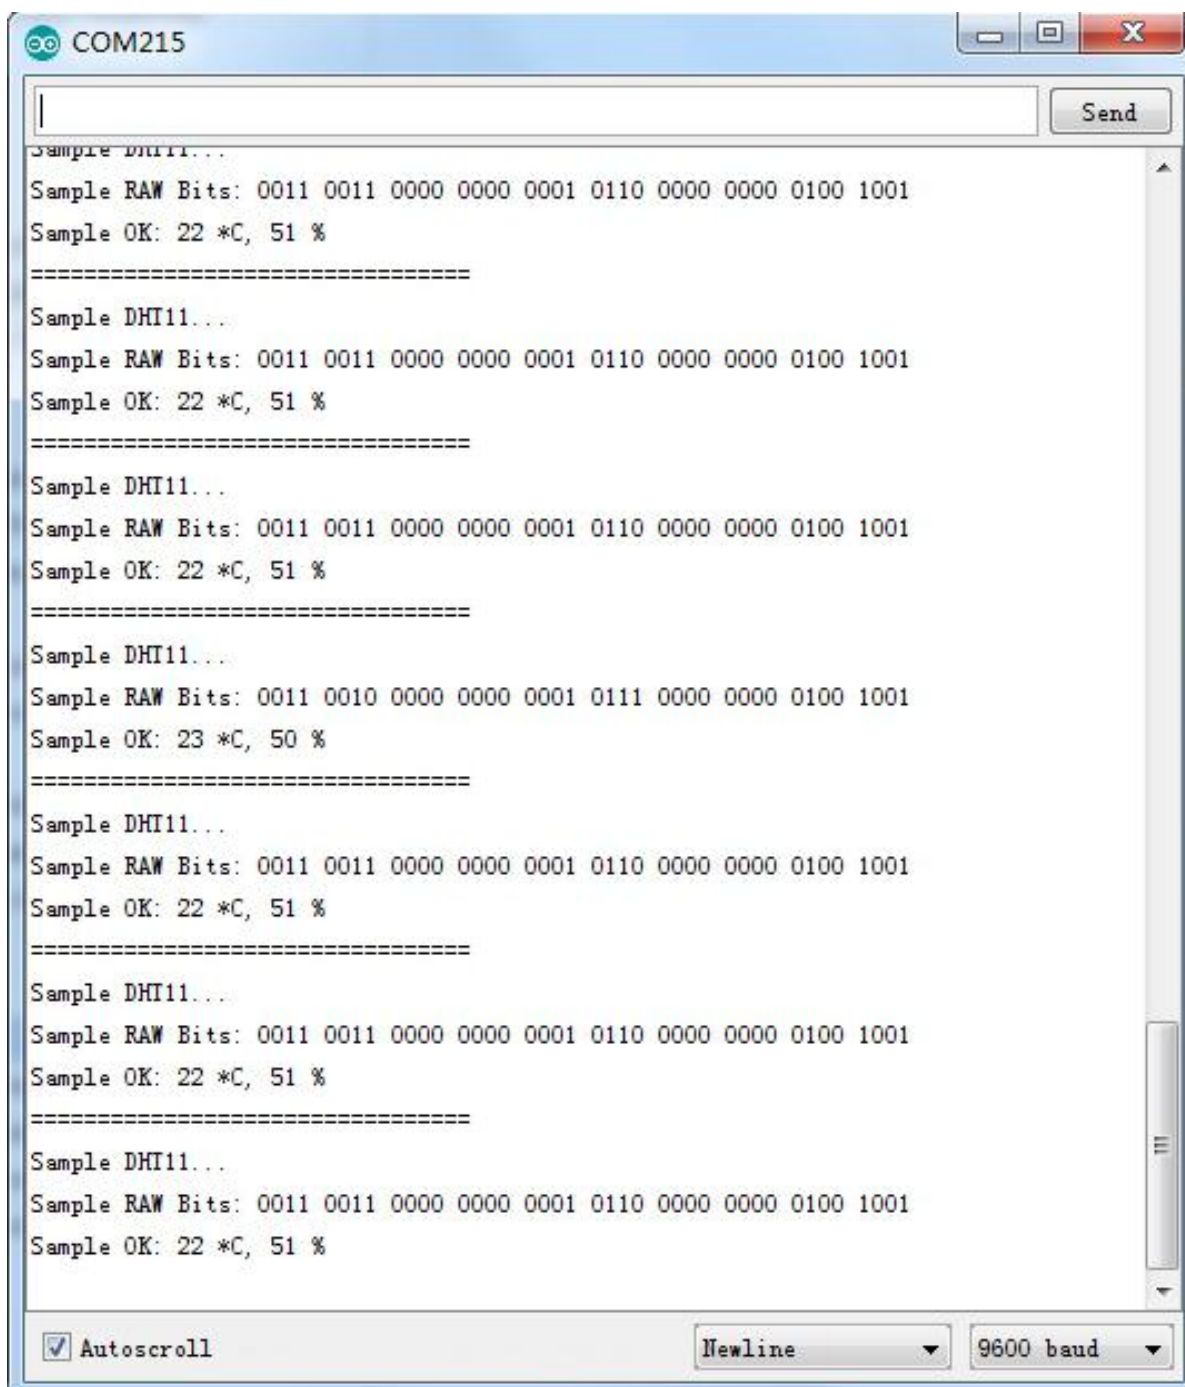 COM215
Send
Sample DHT11...
Sample RAW Bits: 0011 0011 0000 0000 0001 0110 0000 0000 0100 1001
Sample OK: 22 *C, 51 %
=================================
Sample DHT11...
Sample RAW Bits: 0011 0011 0000 0000 0001 0110 0000 0000 0100 1001
Sample OK: 22 *C, 51 %
=================================
Sample DHT11...
Sample RAW Bits: 0011 0011 0000 0000 0001 0110 0000 0000 0100 1001
Sample OK: 22 *C, 51 %
=================================
Sample DHT11...
Sample RAW Bits: 0011 0010 0000 0000 0001 0111 0000 0000 0100 1001
Sample OK: 23 *C, 50 %
=================================
Sample DHT11...
Sample RAW Bits: 0011 0011 0000 0000 0001 0110 0000 0000 0100 1001
Sample OK: 22 *C, 51 %
=================================
Sample DHT11...
Sample RAW Bits: 0011 0011 0000 0000 0001 0110 0000 0000 0100 1001
Sample OK: 22 *C, 51 %
=================================
Sample DHT11...
Sample RAW Bits: 0011 0011 0000 0000 0001 0110 0000 0000 0100 1001
Sample OK: 22 *C, 51 %
Autoscroll
Newline
9600 baud